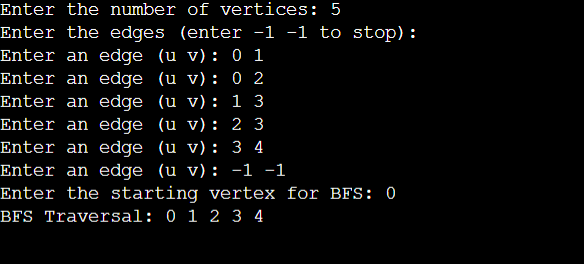 Enter the number of vertices: 5
Enter the edges (enter -1 -1 to stop):
Enter an edge (u v): 0 1
Enter an edge (u v): 0 2
Enter an edge (u v): 1 3
Enter an edge (u v): 2 3
Enter an edge (u v): 3 4
Enter an edge (u v): -1 -1
Enter the starting vertex for BFS: 0
BFS Traversal: 0 1 2 3 4